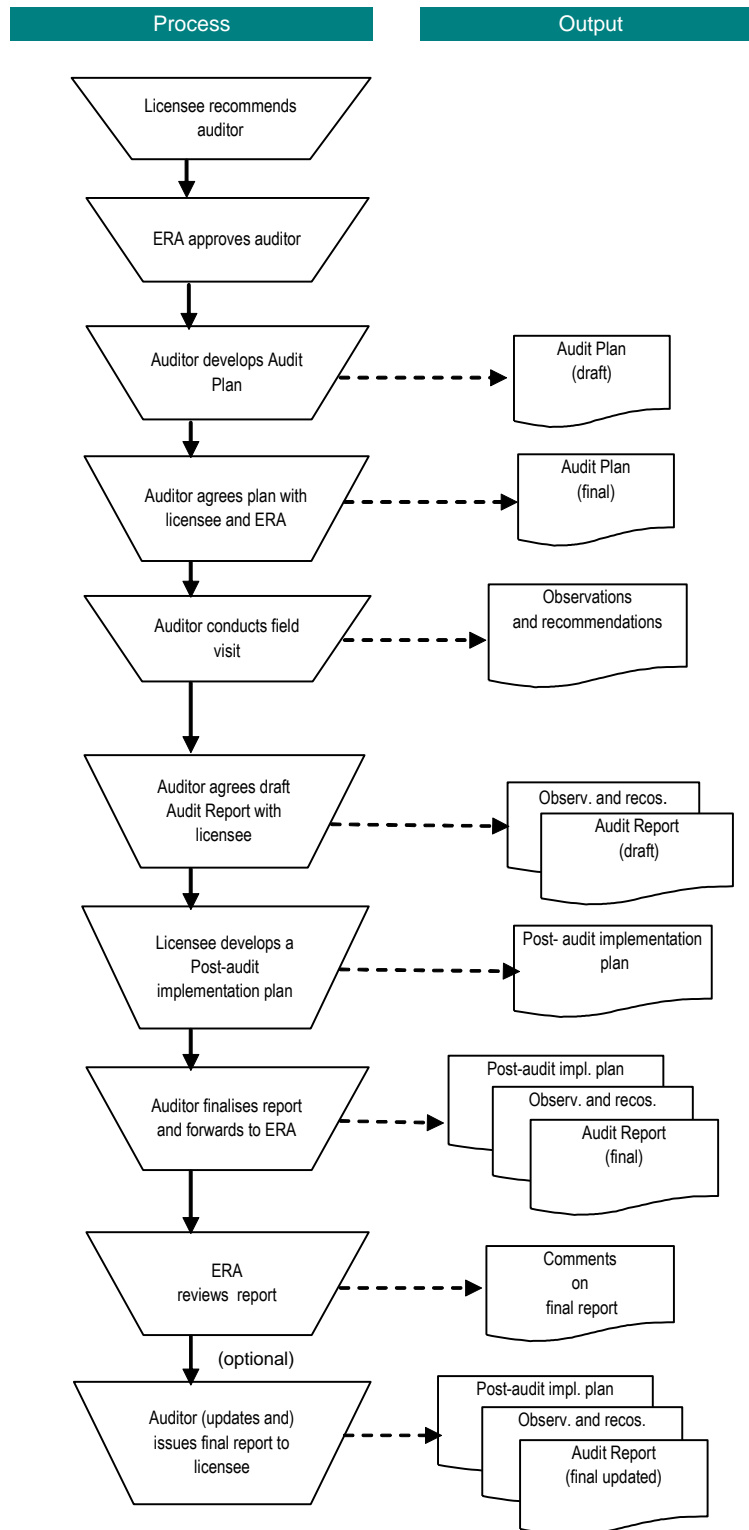 Process
Output
Licensee recommends
auditor
ERA approves auditor
Auditor develops Audit
Plan
Audit Plan
(draft)
Auditor agrees plan with
licensee and ERA
Audit Plan
(final)
Auditor conducts field
visit
Observations
and recommendations
Auditor agrees draft
Audit Report with
licensee
Observ. and recos.
Audit Report
(draft)
Licensee develops a
Post-audit
implementation plan
Post- audit implementation
plan
Auditor finalises report
and forwards to ERA
Post-audit impl. plan
Observ. and recos.
Audit Report
(final)
ERA
reviews report
Comments
on
final report
(optional)
Auditor (updates and)
issues final report to
licensee
Post-audit impl. plan
Observ. and recos.
Audit Report
(final updated)